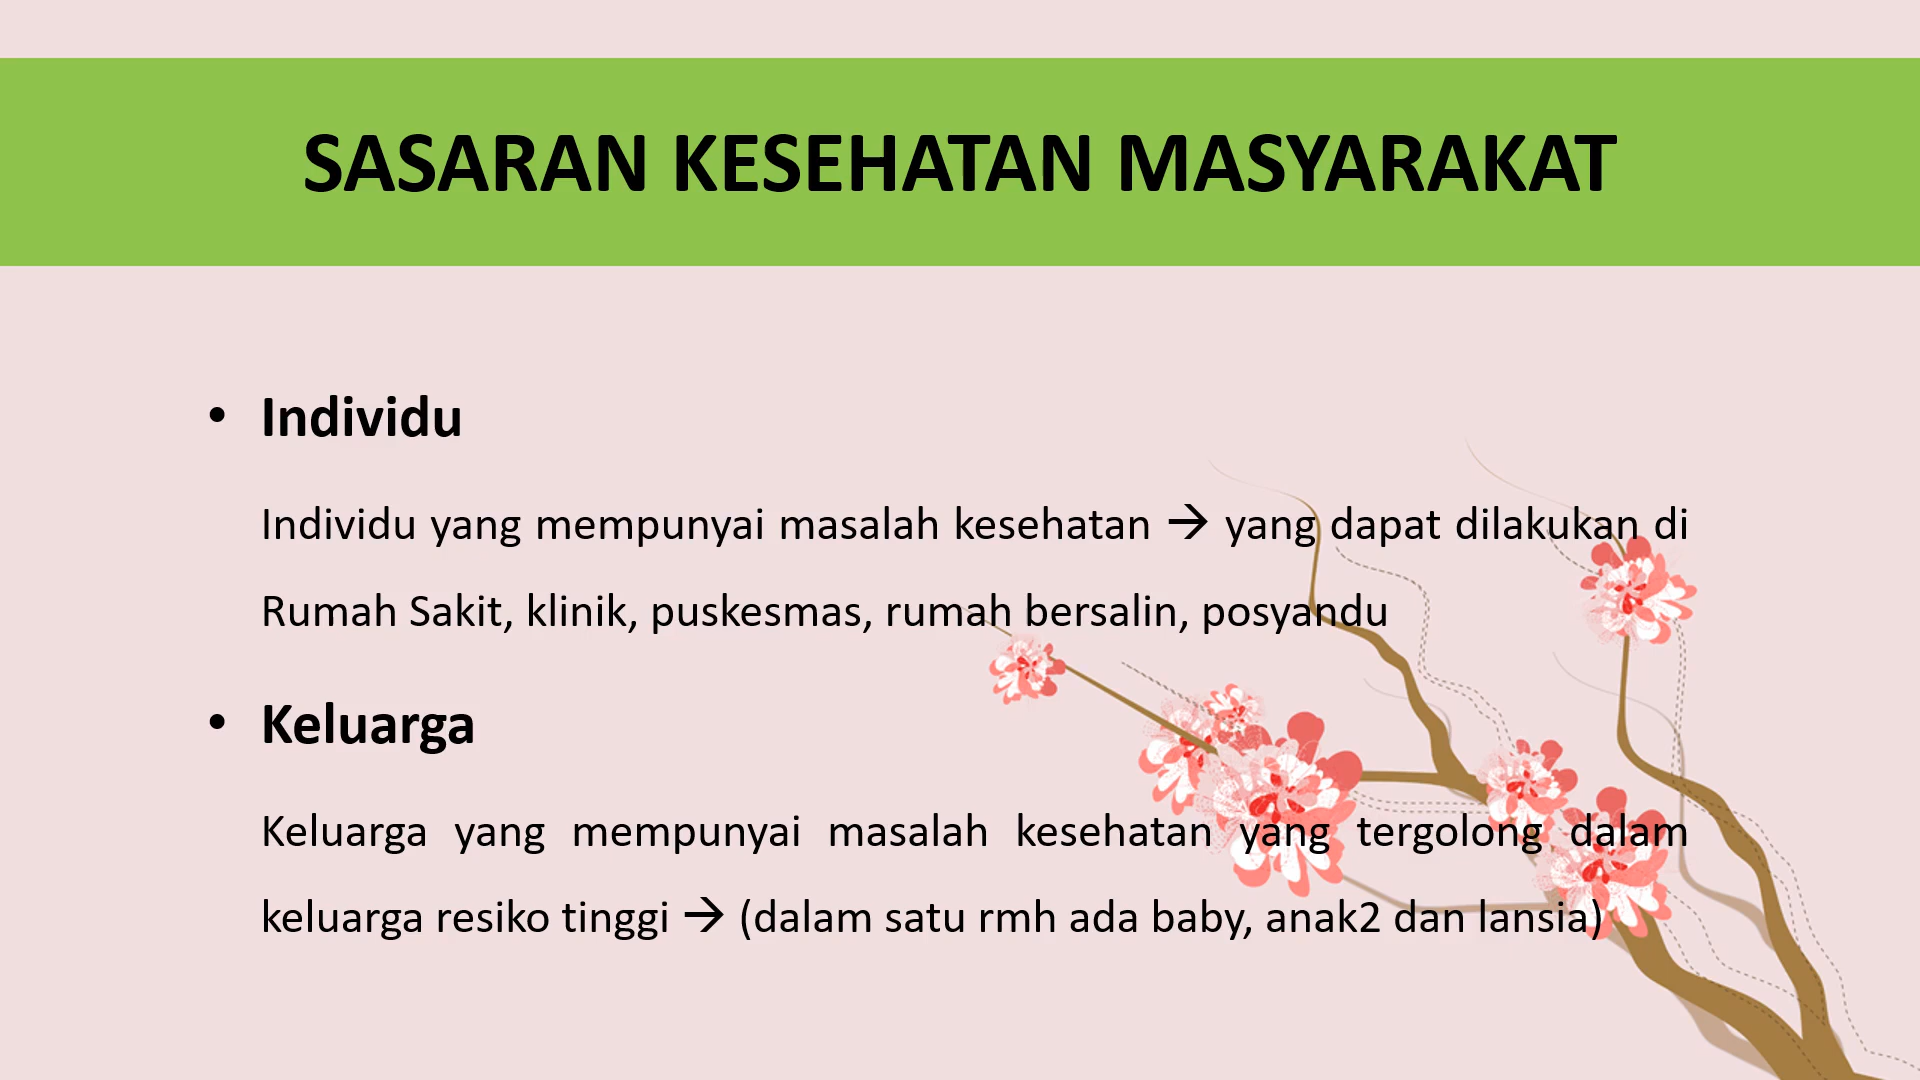 SASARAN KESEHATAN MASYARAKAT
• Individu
Individu yang mempunyai masalah kesehatan → yang dapat dilakukan di
Rumah Sakit, klinik, puskesmas, rumah bersalin, posyandu
• Keluarga
Keluarga yang mempunyai masalah kesehatan yang tergolong dalam
keluarga resiko tinggi → (dalam satu rmh ada baby, anak2 dan lansia)